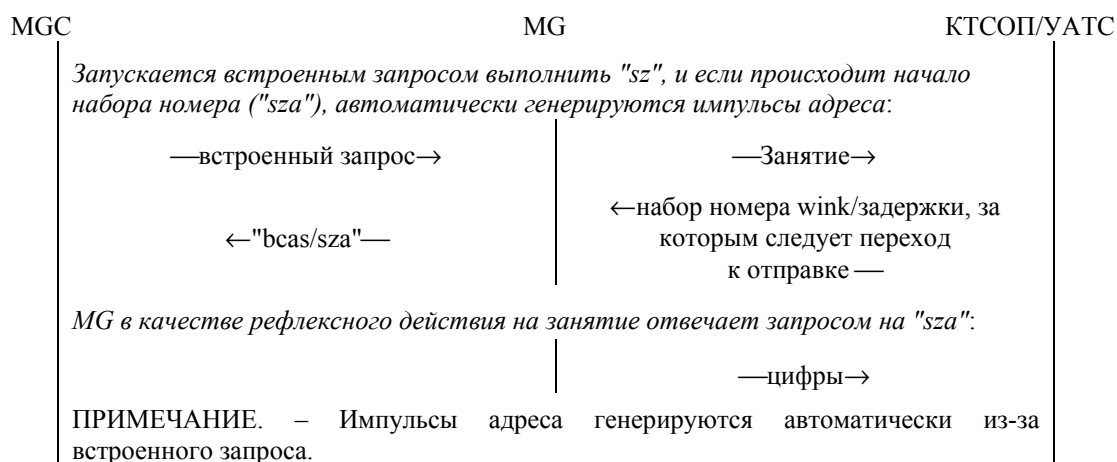 MGC MG КТСОП/УАТС
Запускается встроенным запросом выполнить "sz", и если происходит начало
набора номера ("sza"), автоматически генерируются импульсы адреса:
—встроенный запрос→ —Занятие→
←"bcas/sza"— ←набор номера wink/задержки, за
которым следует переход
к отправке —
MG в качестве рефлексного действия на занятие отвечает запросом на "sza":
—цифры→
ПРИМЕЧАНИЕ. – Импульсы адреса генерируются автоматически из-за
встроенного запроса.